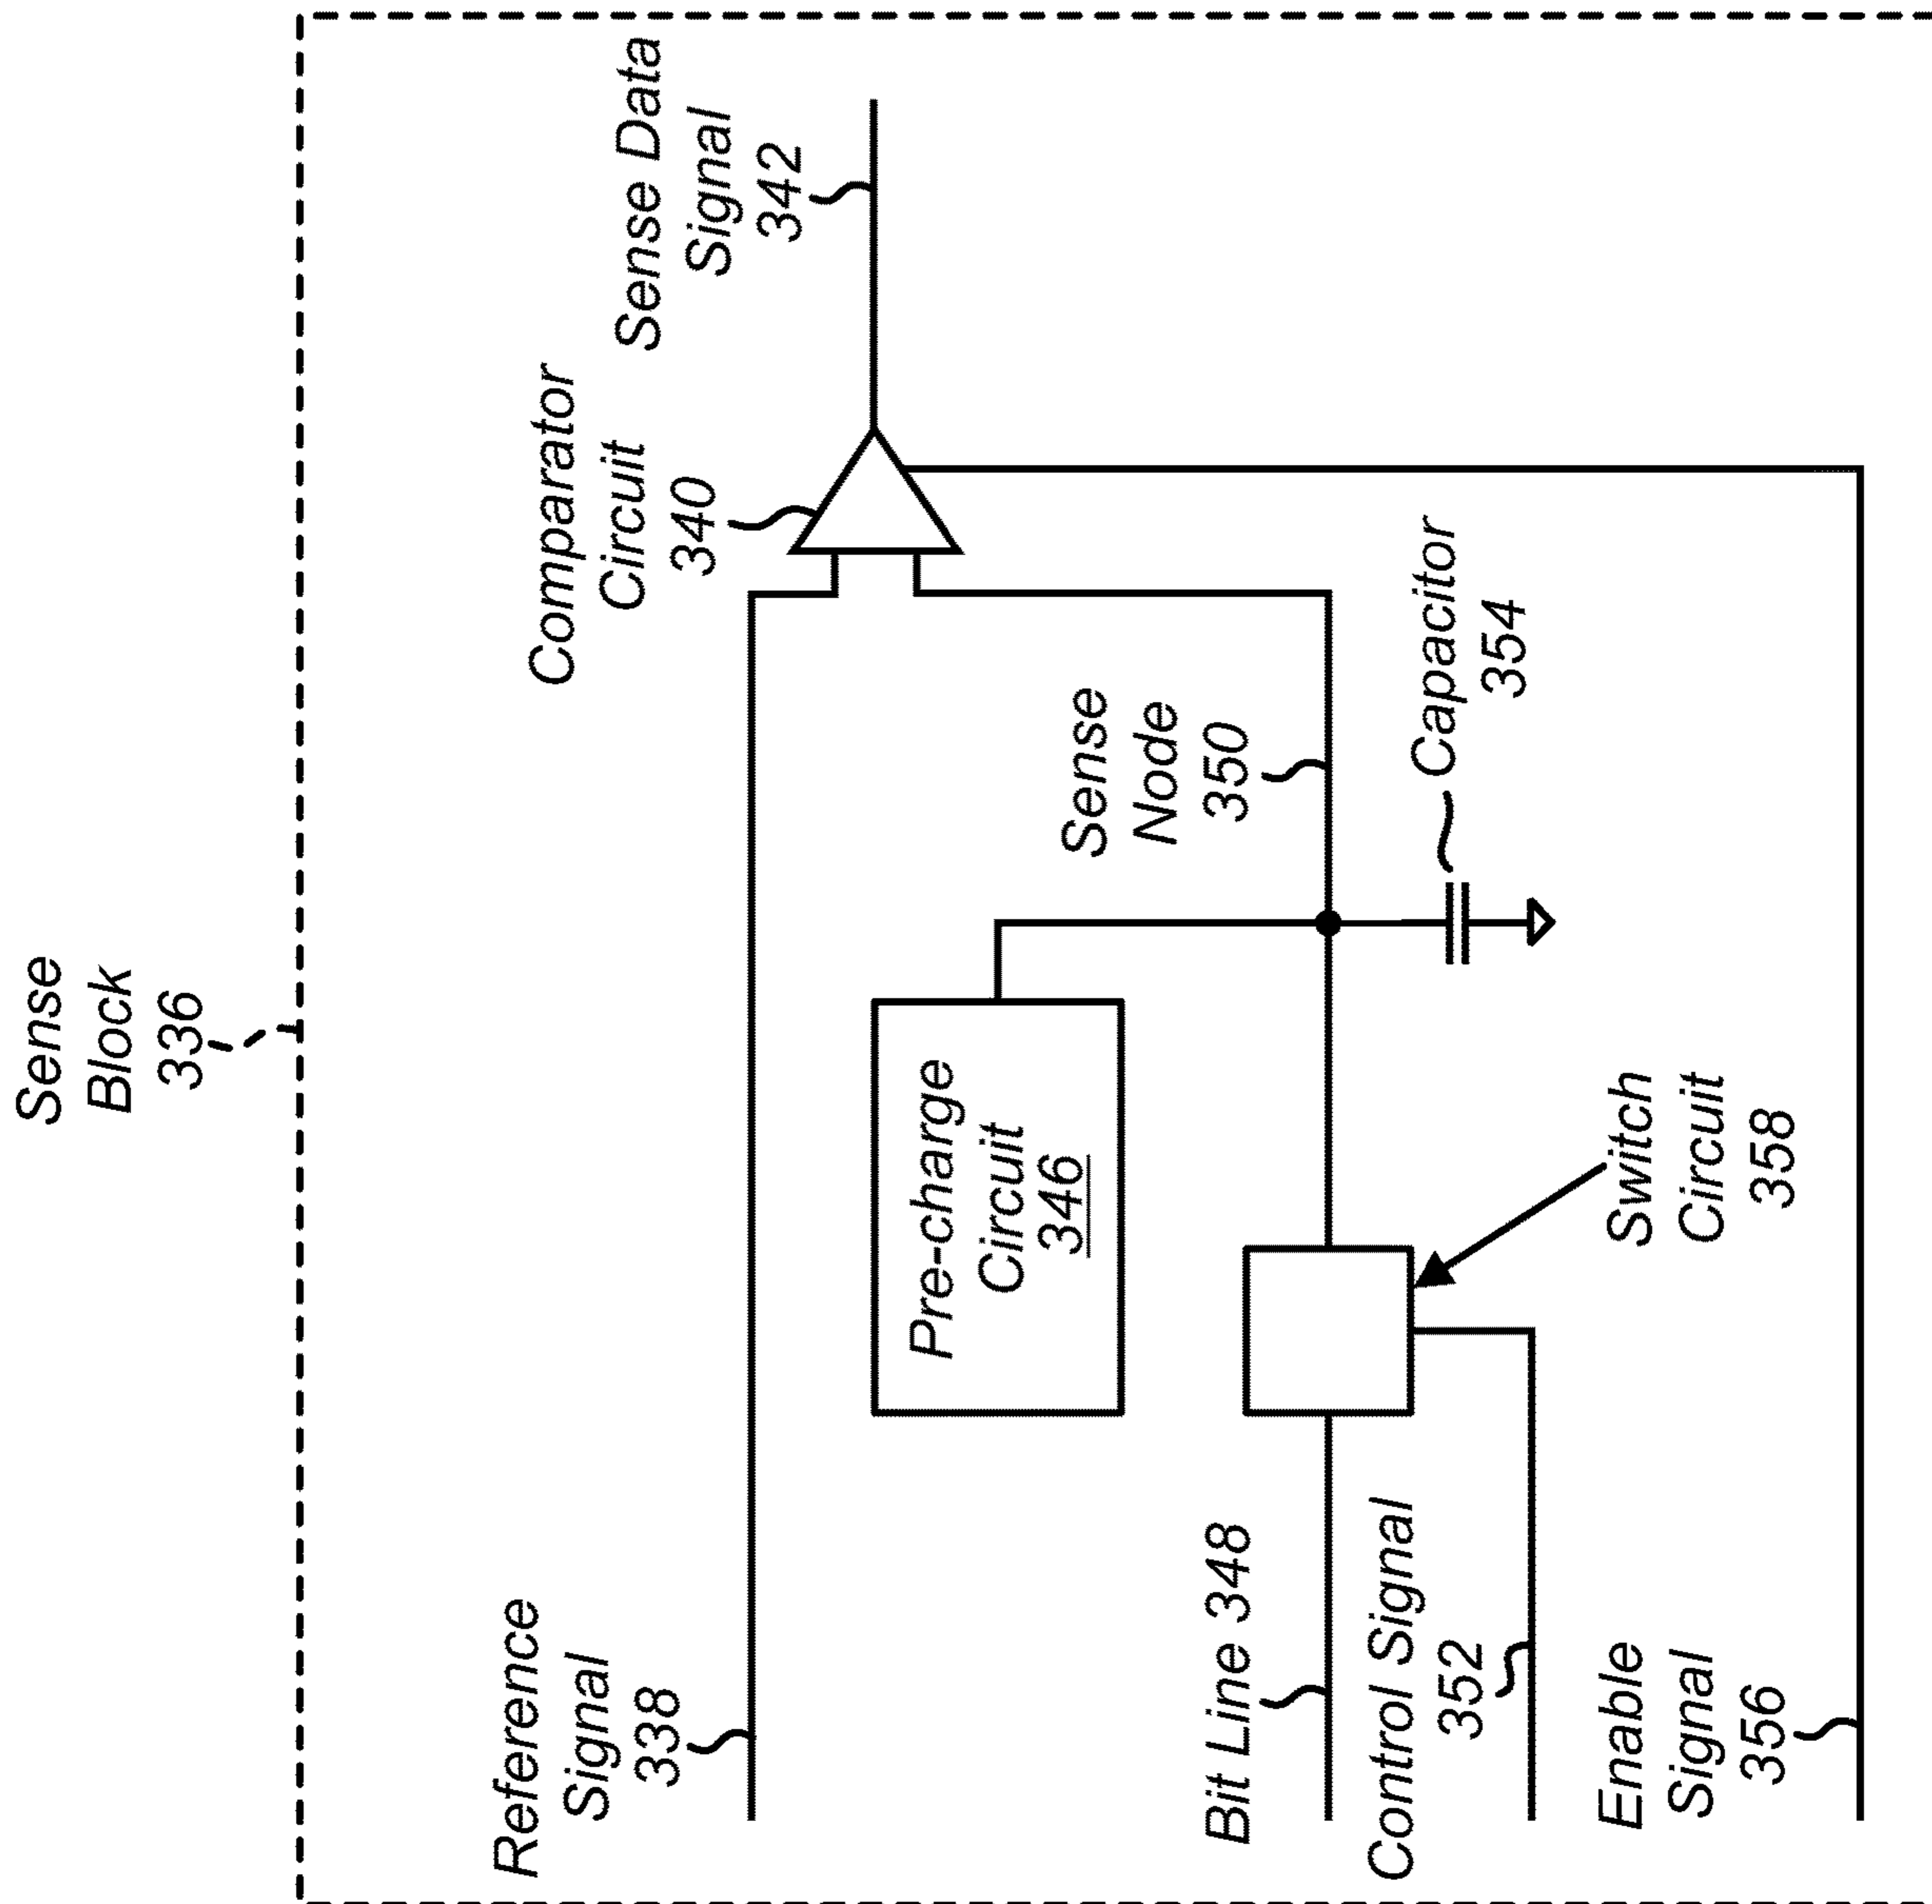 Sense
Block
336
Reference
Signal
338
Comparator
Circuit
340
Sense Data
Signal
342
Pre-charge
Circuit
346
Sense
Node
350
Bit Line 348
Control Signal
352
Capacitor
354
Switch
Circuit
358
Enable
Signal
356